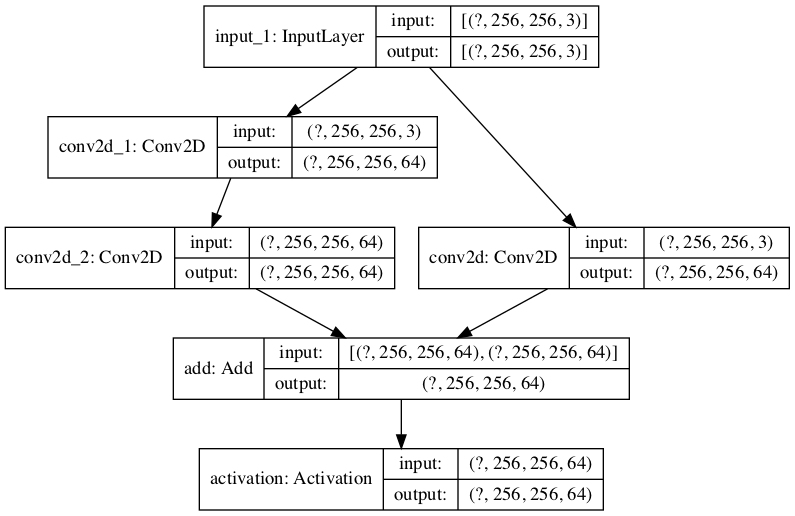 input_1: InputLayer
input: [(?, 256, 256, 3)]
output: [(?, 256, 256, 3)]
conv2d_1: Conv2D
input: (?, 256, 256, 3)
output: (?, 256, 256, 64)
conv2d_2: Conv2D
input: (?, 256, 256, 64)
output: (?, 256, 256, 64)
conv2d: Conv2D
input: (?, 256, 256, 3)
output: (?, 256, 256, 64)
add: Add
input: [(?, 256, 256, 64), (?, 256, 256, 64)]
output: (?, 256, 256, 64)
activation: Activation
input: (?, 256, 256, 64)
output: (?, 256, 256, 64)